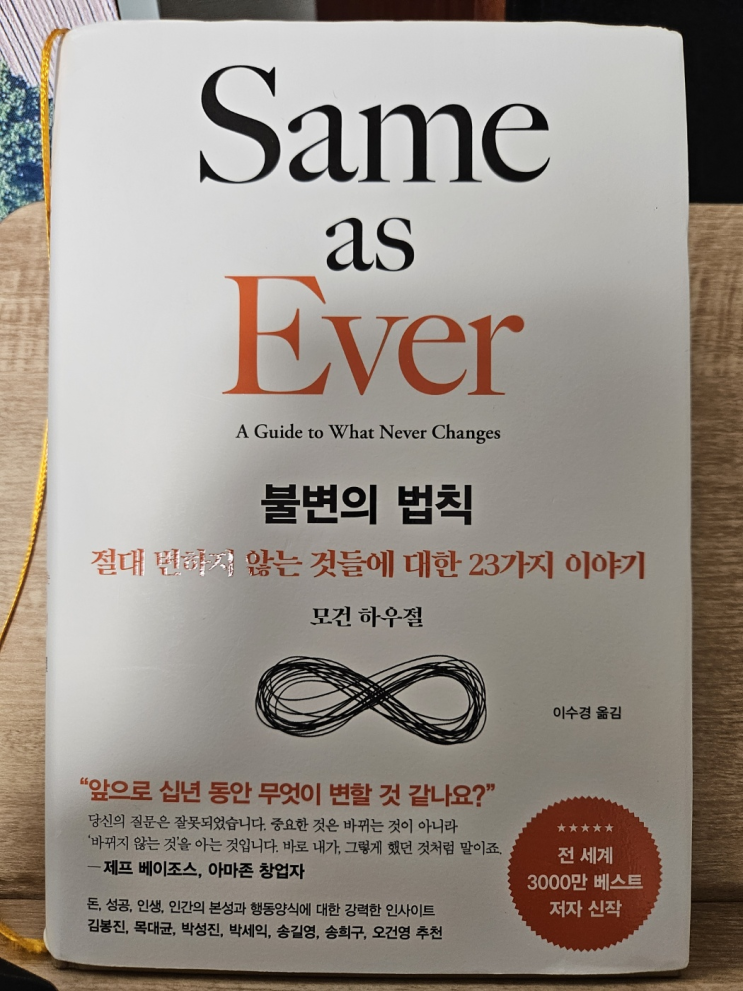 Same
as
Ever
A Guide to What Never Changes
불변의 법칙
절대 변하지 않는 것들에 대한 23가지 이야기
모건 하우절
이수경 옮김
“앞으로 십년 동안 무엇이 변할 것 같나요?”
당신의 질문은 잘못되었습니다. 중요한 것은 바뀌는 것이 아니라
‘바뀌지 않는 것’을 아는 것입니다. 바로 내가, 그렇게 했던 것처럼 말이죠.
— 제프 베이조스, 아마존 창업자
돈, 성공, 인생, 인간의 본성과 행동양식에 대한 강력한 인사이트
김봉진, 목대균, 박성진, 박세익, 송길영, 송희구, 오건영 추천
전 세계
3000만 베스트
저자 신작